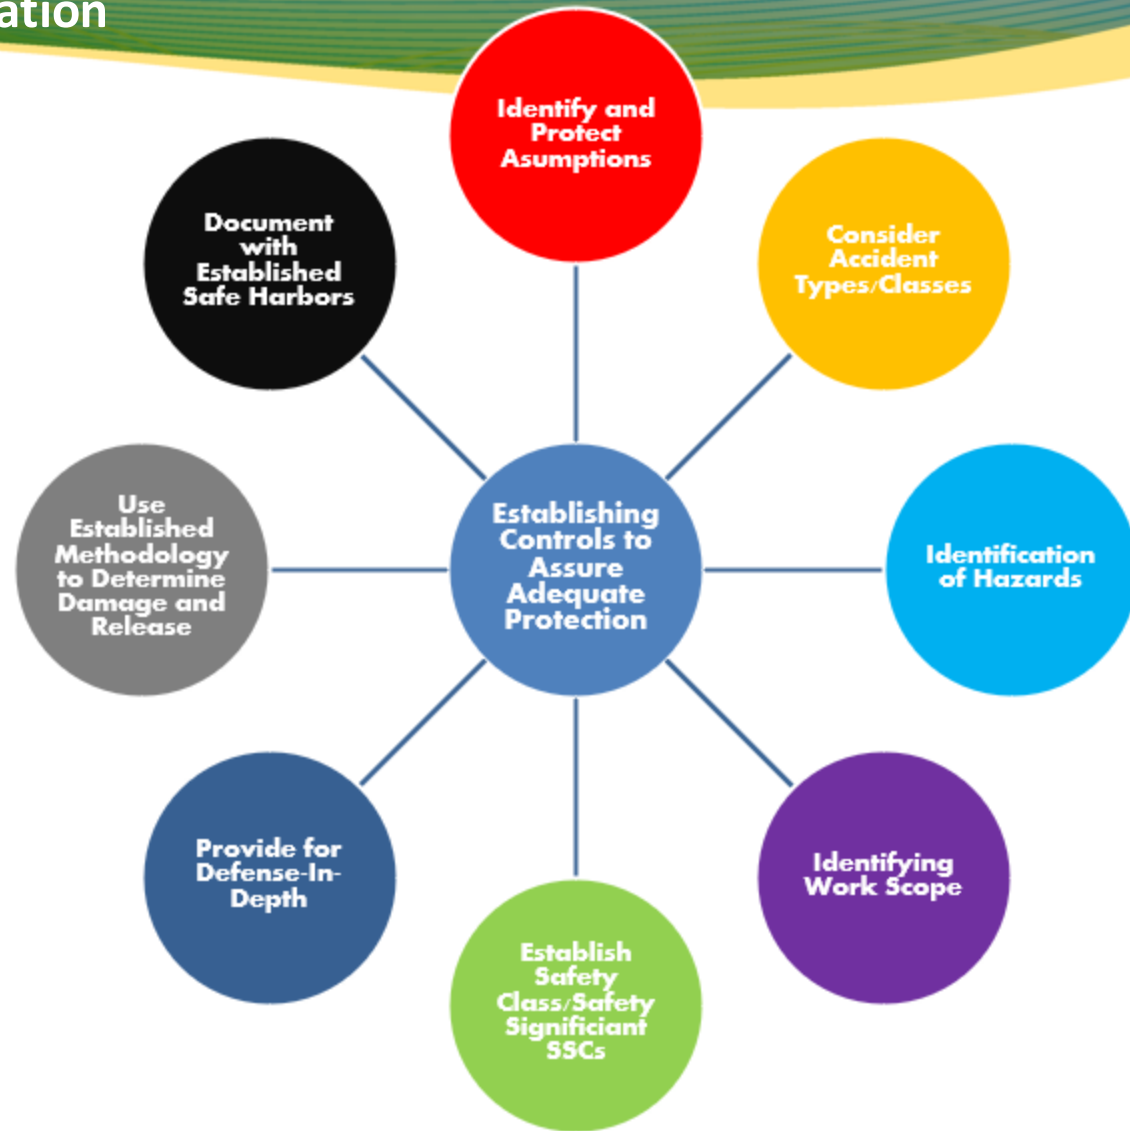 ation
Identify and
Protect
Asumptions
Consider
Accident
Types/Classes
Identification
of Hazards
Identifying
Work Scope
Establish
Safety
Class/Safety
Significiant
SSCs
Provide for
Defense-In-
Depth
Use
Established
Methodology
to Determine
Damage and
Release
Document
with
Established
Safe Harbors
Establishing
Controls to
Assure
Adequate
Protection